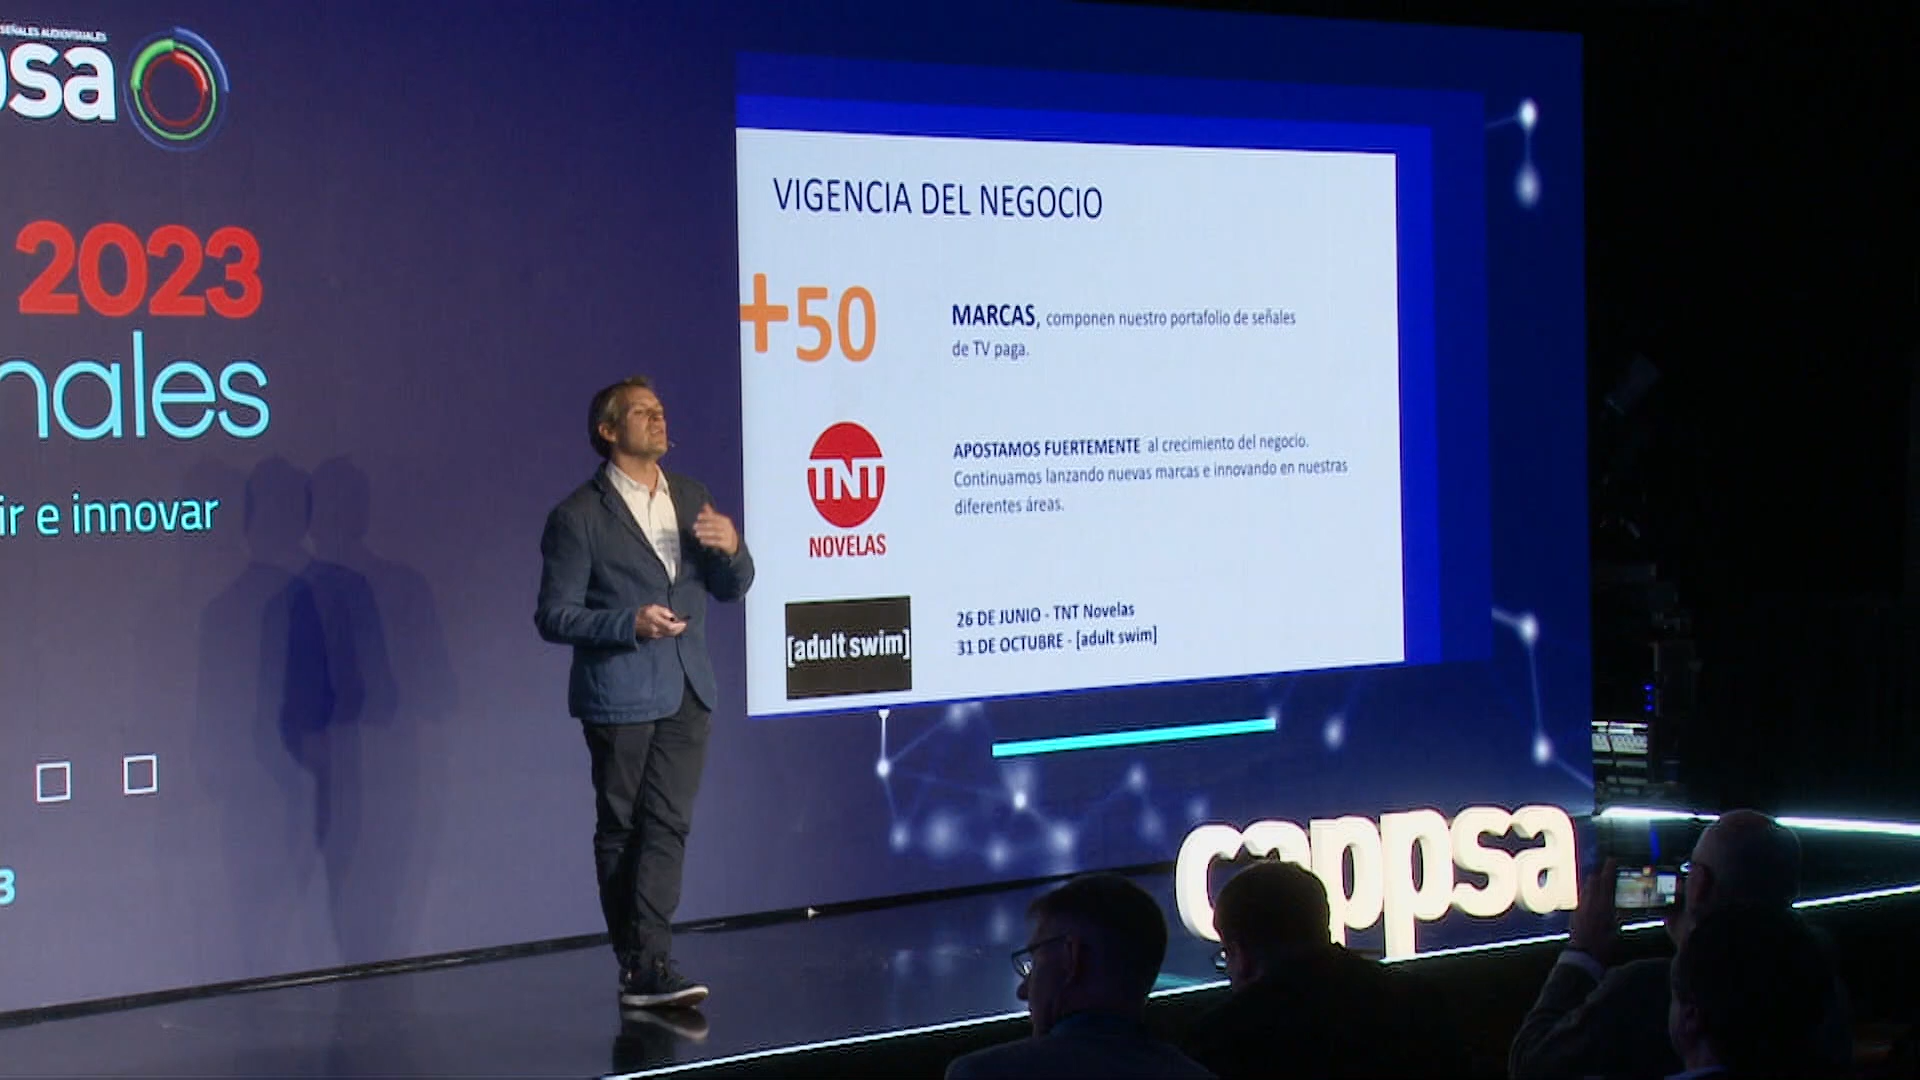 SEÑALES AUDIOVISUALES
psa
2023
nales
ir e innovar
3
VIGENCIA DEL NEGOCIO
+50
MARCAS, componen nuestro portafolio de señales
de TV paga.
TNT
NOVELAS
APOSTAMOS FUERTEMENTE al crecimiento del negocio.
Continuamos lanzando nuevas marcas e innovando en nuestras
diferentes áreas.
[adult swim]
26 DE JUNIO - TNT Novelas
31 DE OCTUBRE - [adult swim]
cappsa